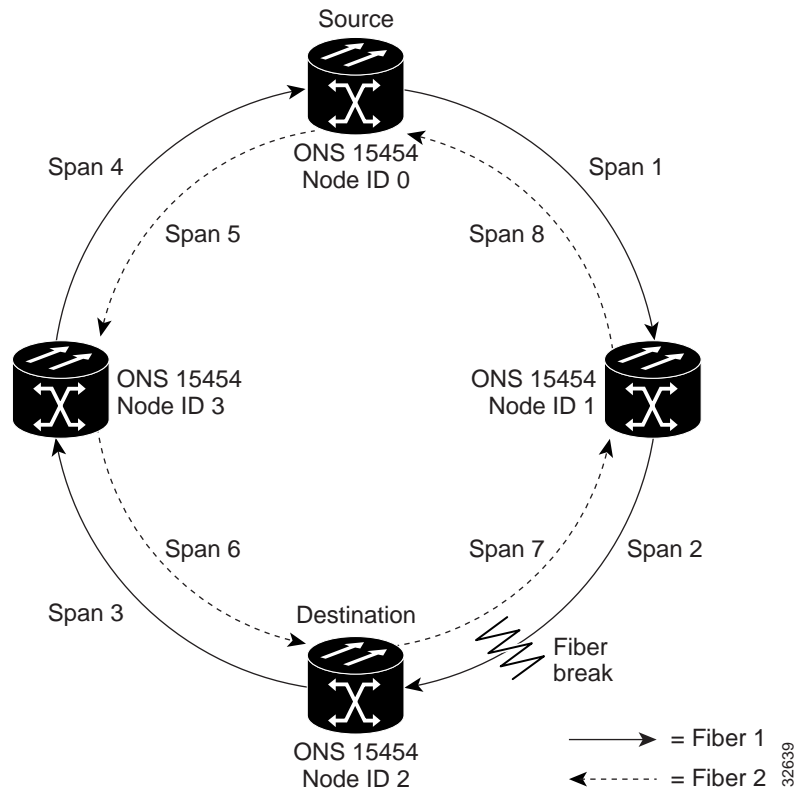 Source
ONS 15454
Node ID 0
Span 4
Span 1
Span 5
Span 8
ONS 15454
Node ID 3
ONS 15454
Node ID 1
Span 6
Span 7
Span 2
Span 3
Destination
Fiber
break
ONS 15454
Node ID 2
= Fiber 1
= Fiber 2
32639